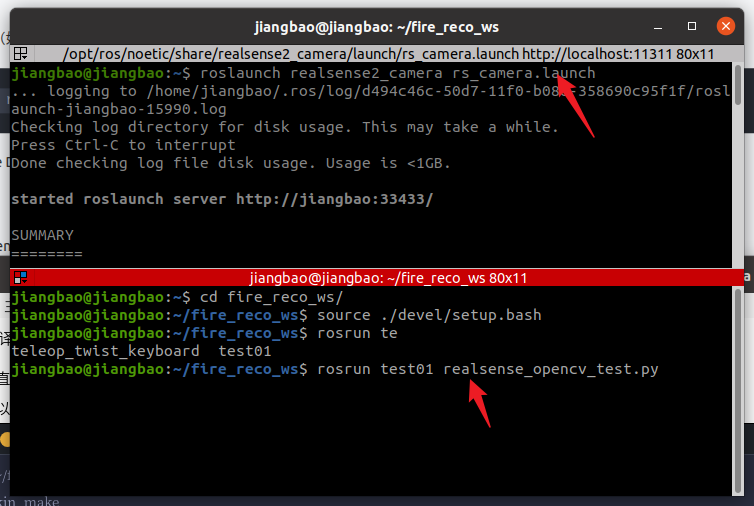 jiangbao@jiangbao: ~/fire_reco_ws
/opt/ros/noetic/share/realsense2_camera/launch/rs_camera.launch http://localhost:11311 80x11
jiangbao@jiangbao:~$ roslaunch realsense2_camera rs_camera.launch
... logging to /home/jiangbao/.ros/log/d494c46c-50d7-11f0-b08 358690c95f1f/rosl
aunch-jiangbao-15990.log
Checking log directory for disk usage. This may take a while.
Press Ctrl-C to interrupt
Done checking log file disk usage. Usage is <1GB.
started roslaunch server http://jiangbao:33433/
SUMMARY
========
jiangbao@jiangbao: ~/fire_reco_ws 80x11
jiangbao@jiangbao:~$ cd fire_reco_ws/
jiangbao@jiangbao:~/fire_reco_ws$ source ./devel/setup.bash
jiangbao@jiangbao:~/fire_reco_ws$ rosrun te
teleop_twist_keyboard  test01
jiangbao@jiangbao:~/fire_reco_ws$ rosrun test01 realsense_opencv_test.py
kin_make